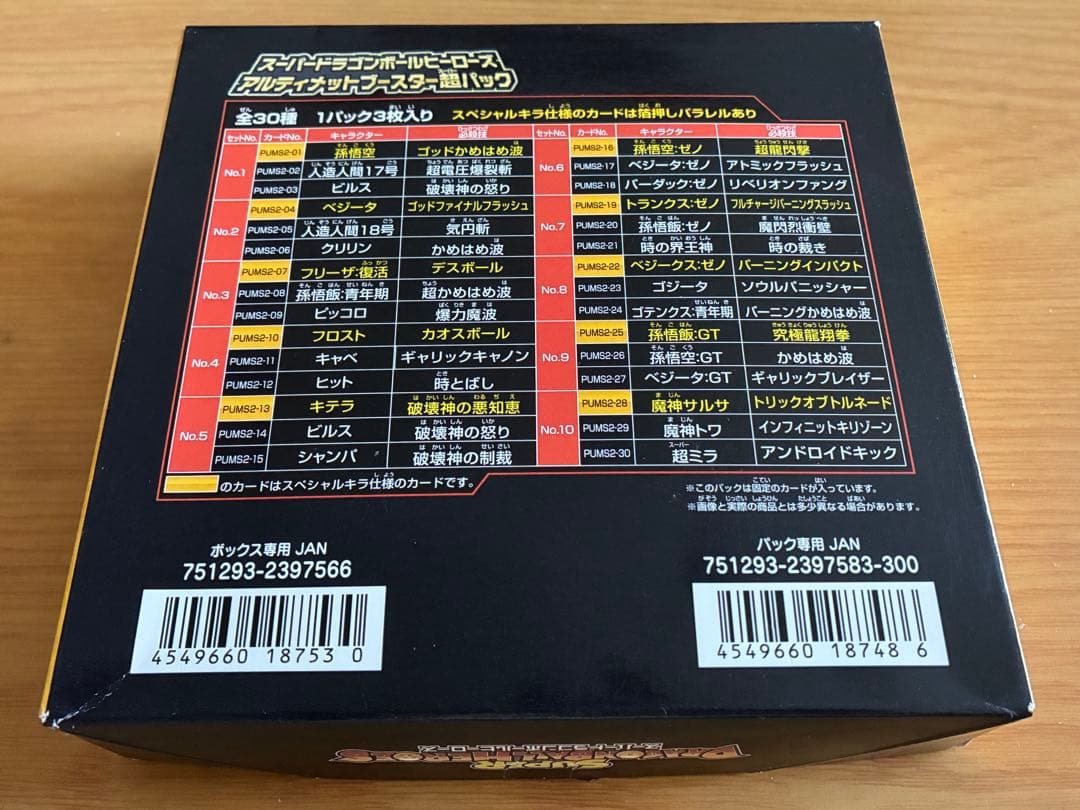 スーパードラゴンボールヒーローズ
アルティメットブースター超パック
全30種 1パック3枚入り スペシャルキラ仕様のカードは箔押しパラレルあり
セットNo. カードNo. キャラクター 必殺技
No.1 PUMS2-01 孫悟空 ゴッドかめはめ波
PUMS2-02 人造人間17号 超電圧爆裂斬
PUMS2-03 ビルス 破壊神の怒り
No.2 PUMS2-04 ベジータ ゴッドファイナルフラッシュ
PUMS2-05 人造人間18号 気円斬
PUMS2-06 クリリン かめはめ波
No.3 PUMS2-07 フリーザ:復活 デスボール
PUMS2-08 孫悟飯:青年期 超かめはめ波
PUMS2-09 ピッコロ 爆力魔波
No.4 PUMS2-10 フロスト カオスボール
PUMS2-11 キャベ ギャリックキャノン
PUMS2-12 ヒット 時とばし
No.5 PUMS2-13 キテラ 破壊神の悪知恵
PUMS2-14 ビルス 破壊神の怒り
PUMS2-15 シャンパ 破壊神の制裁
セットNo. カードNo. キャラクター 必殺技
No.6 PUMS2-16 孫悟空:ゼノ 超龍閃撃
PUMS2-17 ベジータ:ゼノ アトミックフラッシュ
PUMS2-18 バーダック:ゼノ リベリオンファング
No.7 PUMS2-19 トランクス:ゼノ フルチャージバーニングスラッシュ
PUMS2-20 孫悟飯:ゼノ 魔閃烈衝壁
PUMS2-21 時の界王神 時の裁き
No.8 PUMS2-22 ベジークス:ゼノ バーニングインパクト
PUMS2-23 ゴジータ ソウルパニッシャー
PUMS2-24 ゴテンクス:青年期 バーニングかめはめ波
No.9 PUMS2-25 孫悟飯:GT 究極龍翔拳
PUMS2-26 孫悟空:GT かめはめ波
PUMS2-27 ベジータ:GT ギャリックブレイザー
No.10 PUMS2-28 魔神サルサ トリックオブトルネード
PUMS2-29 魔神トワ インフィニットキリゾーン
PUMS2-30 超ミラ アンドロイドキック
のカードはスペシャルキラ仕様のカードです。
※このパックは固定のカードが入っています。
※画像と実際の商品とは多少異なる場合があります。
ボックス専用 JAN
751293-2397566
4549660 18753 0
パック専用 JAN
751293-2397583-300
4549660 18748 6
SUPER
DRAGONBALL HEROES
スーパードラゴンボールヒーローズ